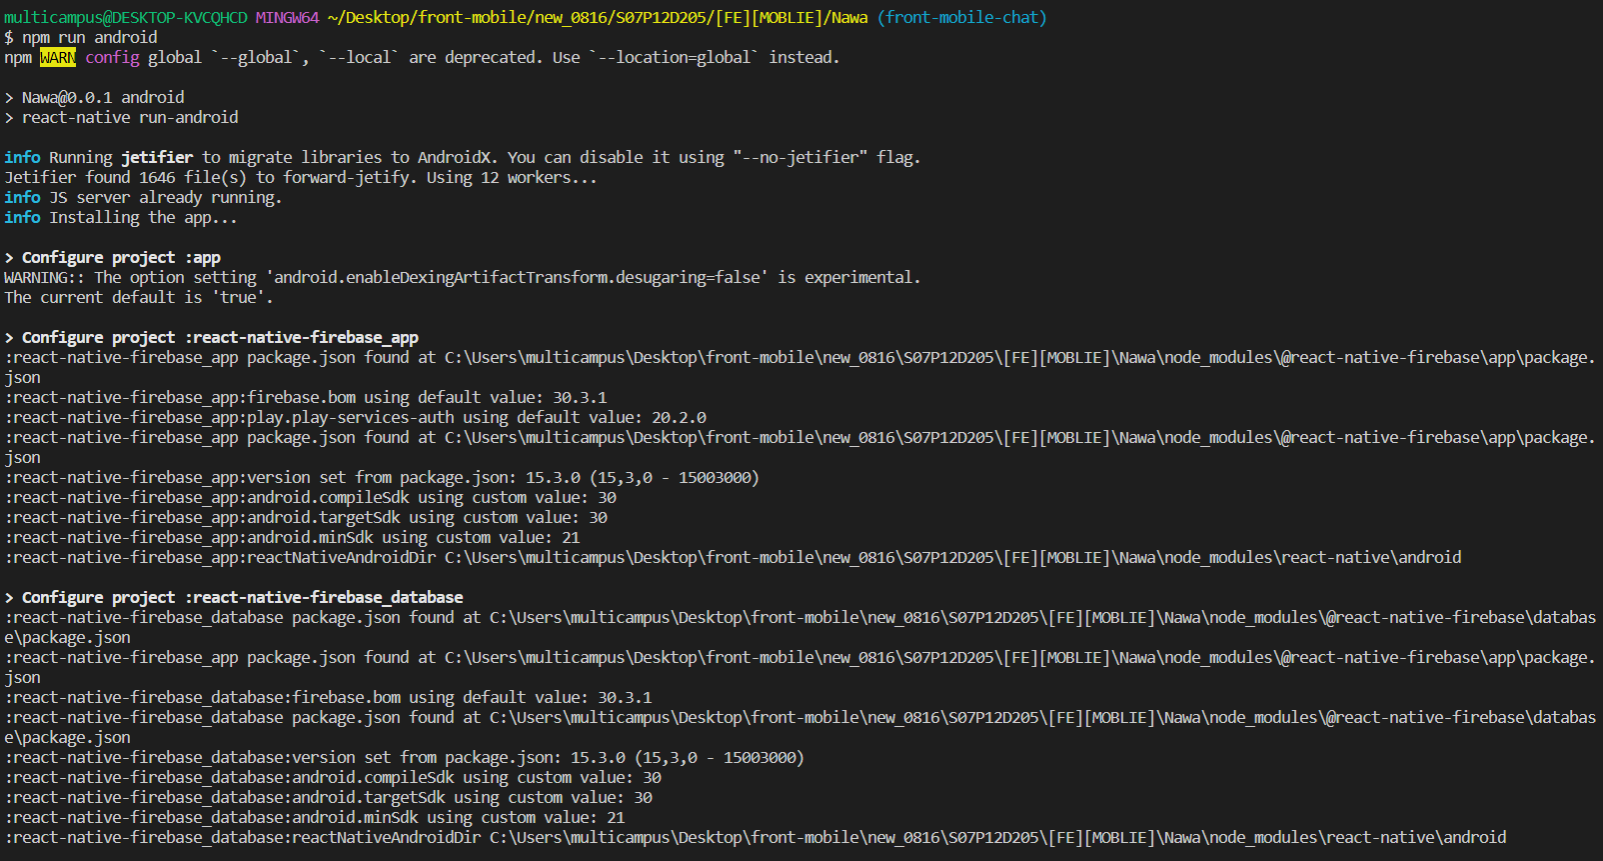 multicampus@DESKTOP-KVCQHCD MINGW64 ~/Desktop/front-mobile/new_0816/S07P12D205/[FE][MOBLIE]/Nawa (front-mobile-chat)
$ npm run android
npm WARN config global `--global`, `--local` are deprecated. Use `--location=global` instead.
> Nawa@0.0.1 android
> react-native run-android
info Running jetifier to migrate libraries to AndroidX. You can disable it using "--no-jetifier" flag.
Jetifier found 1646 file(s) to forward-jetify. Using 12 workers...
info JS server already running.
info Installing the app...
> Configure project :app
WARNING:: The option setting 'android.enableDexingArtifactTransform.desugaring=false' is experimental.
The current default is 'true'.
> Configure project :react-native-firebase_app
:react-native-firebase_app package.json found at C:\Users\multicampus\Desktop\front-mobile\new_0816\S07P12D205\[FE][MOBLIE]\Nawa\node_modules\@react-native-firebase\app\package.
json
:react-native-firebase_app:firebase.bom using default value: 30.3.1
:react-native-firebase_app:play.play-services-auth using default value: 20.2.0
:react-native-firebase_app package.json found at C:\Users\multicampus\Desktop\front-mobile\new_0816\S07P12D205\[FE][MOBLIE]\Nawa\node_modules\@react-native-firebase\app\package.
json
:react-native-firebase_app:version set from package.json: 15.3.0 (15,3,0 - 15003000)
:react-native-firebase_app:android.compileSdk using custom value: 30
:react-native-firebase_app:android.targetSdk using custom value: 30
:react-native-firebase_app:android.minSdk using custom value: 21
:react-native-firebase_app:reactNativeAndroidDir C:\Users\multicampus\Desktop\front-mobile\new_0816\S07P12D205\[FE][MOBLIE]\Nawa\node_modules\react-native\android
> Configure project :react-native-firebase_database
:react-native-firebase_database package.json found at C:\Users\multicampus\Desktop\front-mobile\new_0816\S07P12D205\[FE][MOBLIE]\Nawa\node_modules\@react-native-firebase\databas
e\package.json
:react-native-firebase_app package.json found at C:\Users\multicampus\Desktop\front-mobile\new_0816\S07P12D205\[FE][MOBLIE]\Nawa\node_modules\@react-native-firebase\app\package.
json
:react-native-firebase_database:firebase.bom using default value: 30.3.1
:react-native-firebase_database package.json found at C:\Users\multicampus\Desktop\front-mobile\new_0816\S07P12D205\[FE][MOBLIE]\Nawa\node_modules\@react-native-firebase\databas
e\package.json
:react-native-firebase_database:version set from package.json: 15.3.0 (15,3,0 - 15003000)
:react-native-firebase_database:android.compileSdk using custom value: 30
:react-native-firebase_database:android.targetSdk using custom value: 30
:react-native-firebase_database:android.minSdk using custom value: 21
:react-native-firebase_database:reactNativeAndroidDir C:\Users\multicampus\Desktop\front-mobile\new_0816\S07P12D205\[FE][MOBLIE]\Nawa\node_modules\react-native\android